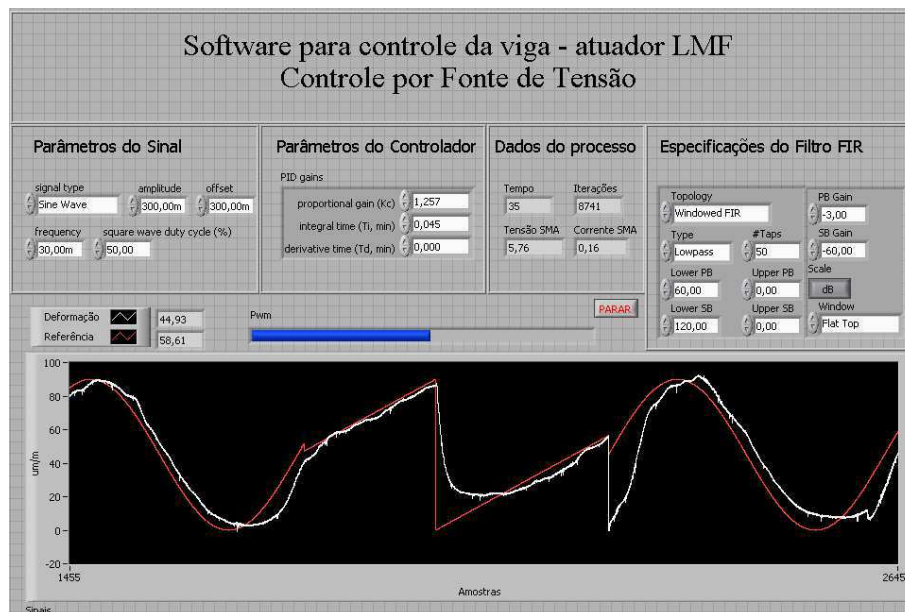 Software para controle da viga - atuador LMF
Controle por Fonte de Tensão
Parâmetros do Sinal
signal type
amplitude
offset
Sine Wave
300,00m
300,00m
frequency
square wave duty cycle (%)
30,00m
50,00
Parâmetros do Controlador
PID gains
proportional gain (Kc)
1,257
integral time (Ti, min)
0,045
derivative time (Td, min)
0,000
Dados do processo
Tempo
Iterações
35
8741
Tensão SMA
Corrente SMA
5,76
0,16
Especificações do Filtro FIR
Topology
PB Gain
Windowed FIR
-3,00
Type
#Taps
SB Gain
Lowpass
50
-60,00
Lower PB
Upper PB
Scale
60,00
0,00
dB
Lower SB
Upper SB
Window
120,00
0,00
Flat Top
Deformação
44,93
Referência
58,61
Pwm
PARAR
100
80
60
40
20
0
-20
um/m
1455
2645
Amostras
Sinais